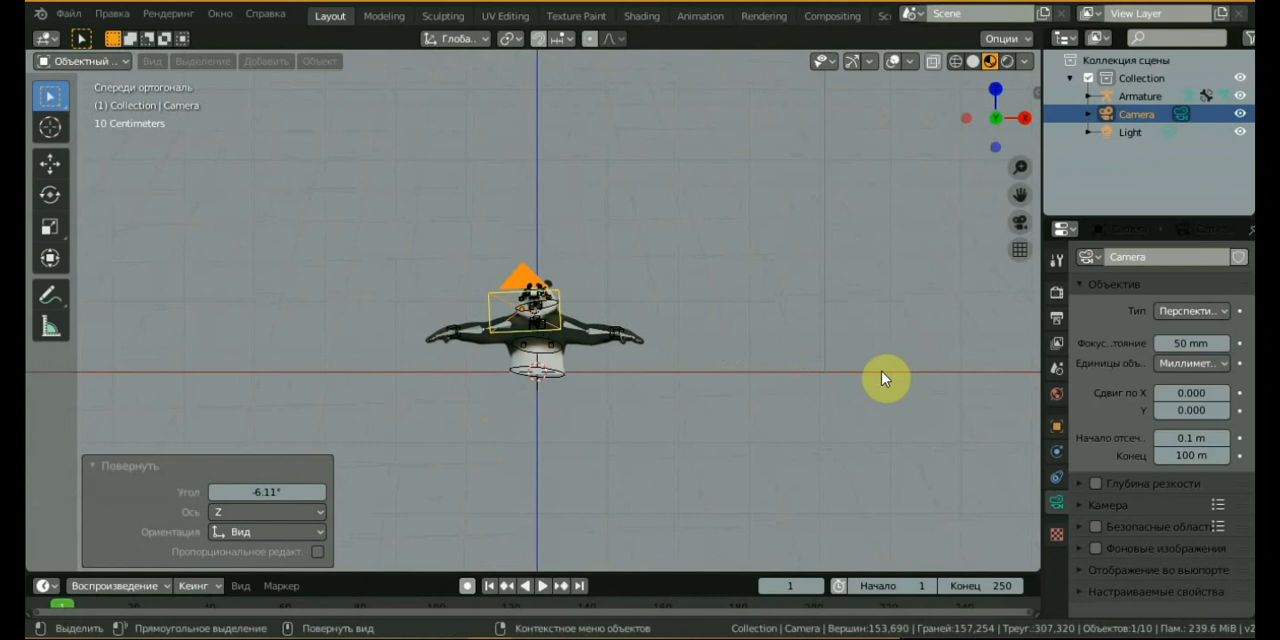 Файл Правка Рендеринг Окно Справка Layout Modeling Sculpting UV Editing Texture Paint Shading Animation Rendering Compositing Scene View Layer
Глоба.. Опции
Объектный .. Вид Выделение Добавить Объект
Коллекция сцены
Collection
Armature
Camera
Light
Спереди ортогональ
(1) Collection | Camera
10 Centimeters
X
Y
Camera
Объектив
Тип Перспекти..
Фокус..тояние 50 mm
Единицы объ.. Миллимет..
Сдвиг по X 0.000
Y 0.000
Начало отсеч.. 0.1 m
Конец 100 m
Глубина резкости
Камера
Безопасные област
Фоновые изображения
Отображение во вьюпорте
Настраиваемые свойства
Повернуть
Угол -6.11°
Ось Z
Ориентация Вид
Пропорциональное редакт.
Воспроизведение Кеинг Вид Маркер 1 Начало 1 Конец 250
1
Выделить Прямоугольное выделение Повернуть вид Контекстное меню объектов Collection | Camera | Вершин:153,690 | Граней:157,254 | Треуг.:307,320 | Объектов:1/10 | Пам.: 239.6 MiB